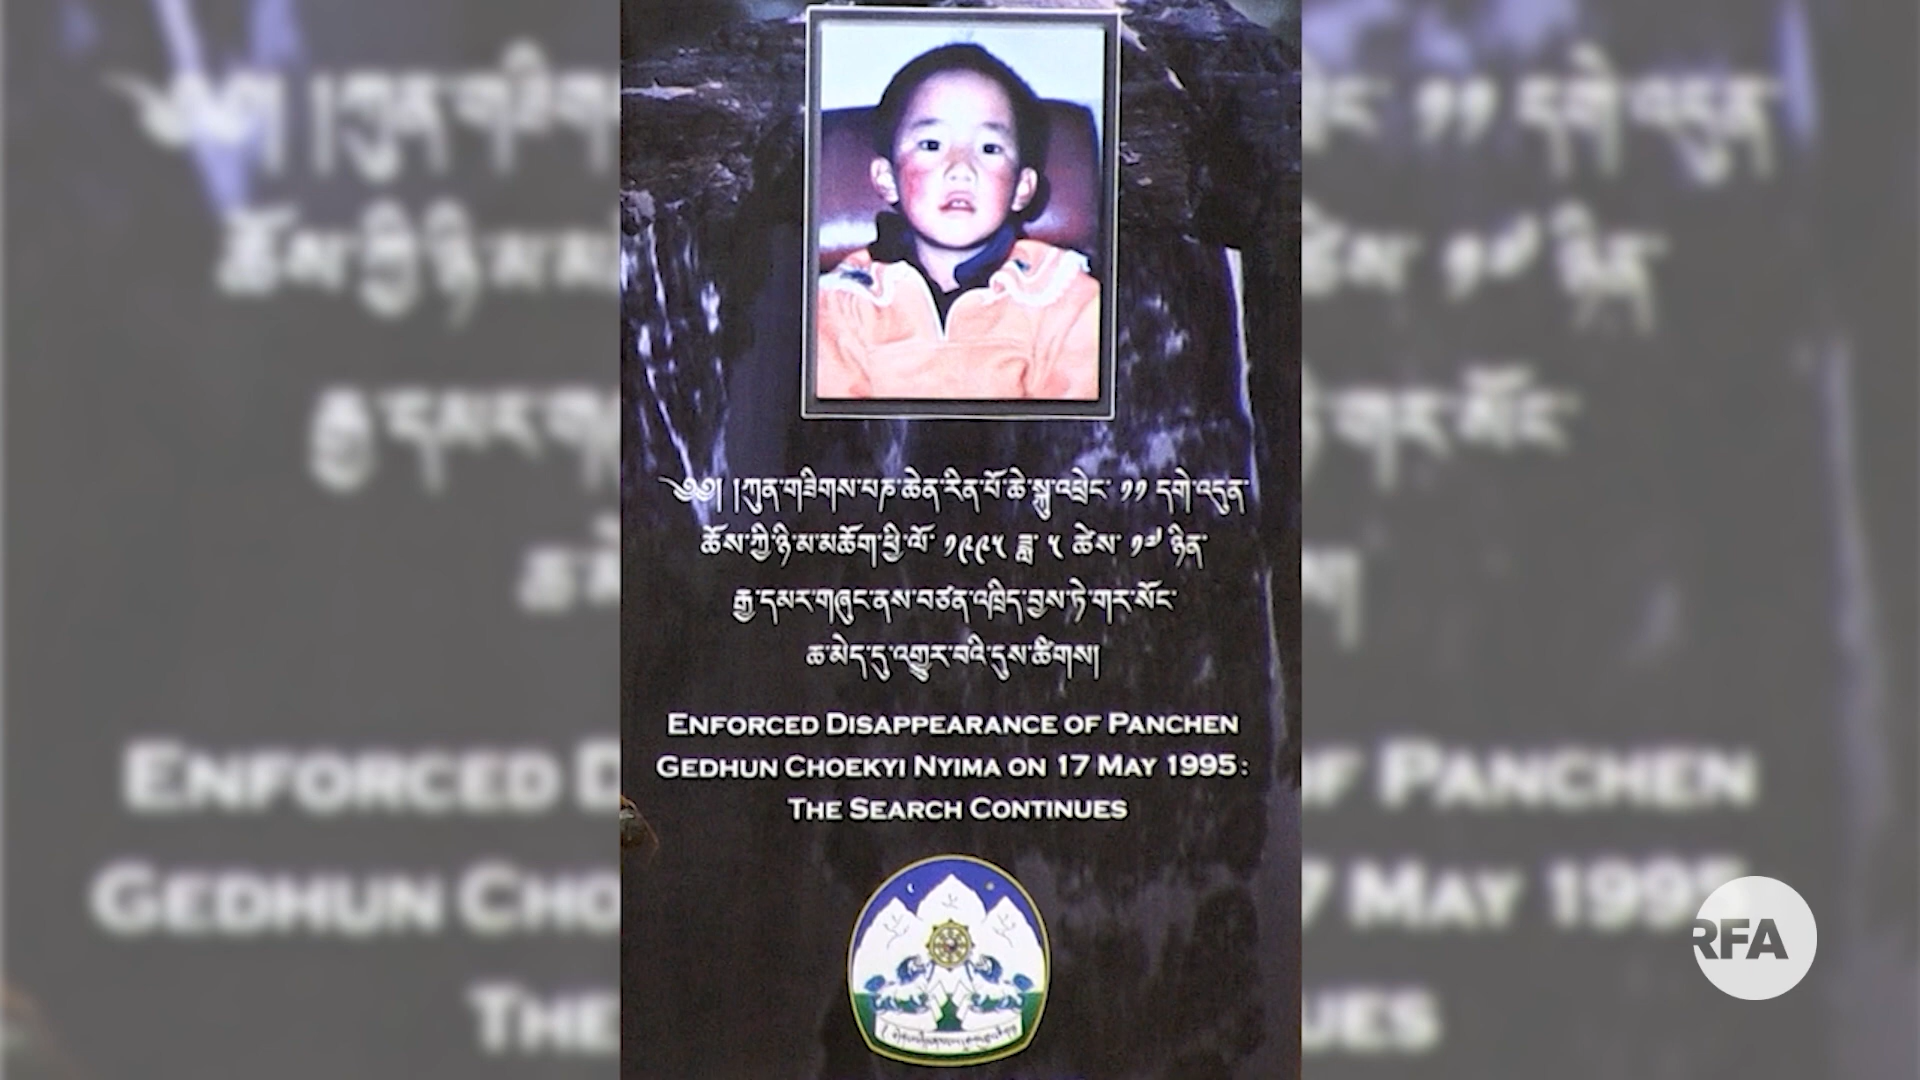 ༄༅། །ཀུན་གཟིགས་པཎ་ཆེན་རིན་པོ་ཆེ་སྐུ་འཕྲེང་ ༡༡ དགེ་འདུན་
ཆོས་ཀྱི་ཉི་མ་མཆོག་ཕྱི་ལོ་ ༡༩༩༥ ཟླ་ ༥ ཚེས་ ༡༧ ཉིན་
རྒྱ་དམར་གཞུང་ནས་བཙན་འཁྲིད་བྱས་ཏེ་གར་སོང་
ཆ་མེད་དུ་འགྱུར་བའི་དུས་ཚིགས།
ENFORCED DISAPPEARANCE OF PANCHEN
GEDHUN CHOEKYI NYIMA ON 17 MAY 1995:
THE SEARCH CONTINUES
RFA